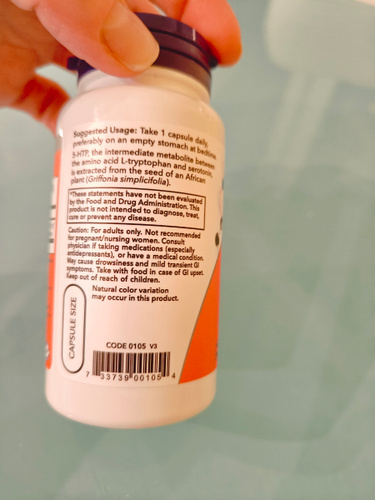 Suggested Usage: Take 1 capsule daily,
preferably on an empty stomach at bedtime.
5-HTP, the intermediate metabolite between
the amino acid L-tryptophan and serotonin,
is extracted from the seed of an African
plant (Griffonia simplicifolia).
*These statements have not been evaluated
by the Food and Drug Administration. This
product is not intended to diagnose, treat,
cure or prevent any disease.
Caution: For adults only. Not recommended
for pregnant/nursing women. Consult
physician if taking medications (especially
antidepressants), or have a medical condition.
May cause drowsiness and mild transient GI
symptoms. Take with food in case of GI upset.
Keep out of reach of children.
Natural color variation
may occur in this product.
CAPSULE SIZE
CODE 0105 V3
7 33739 00105 4